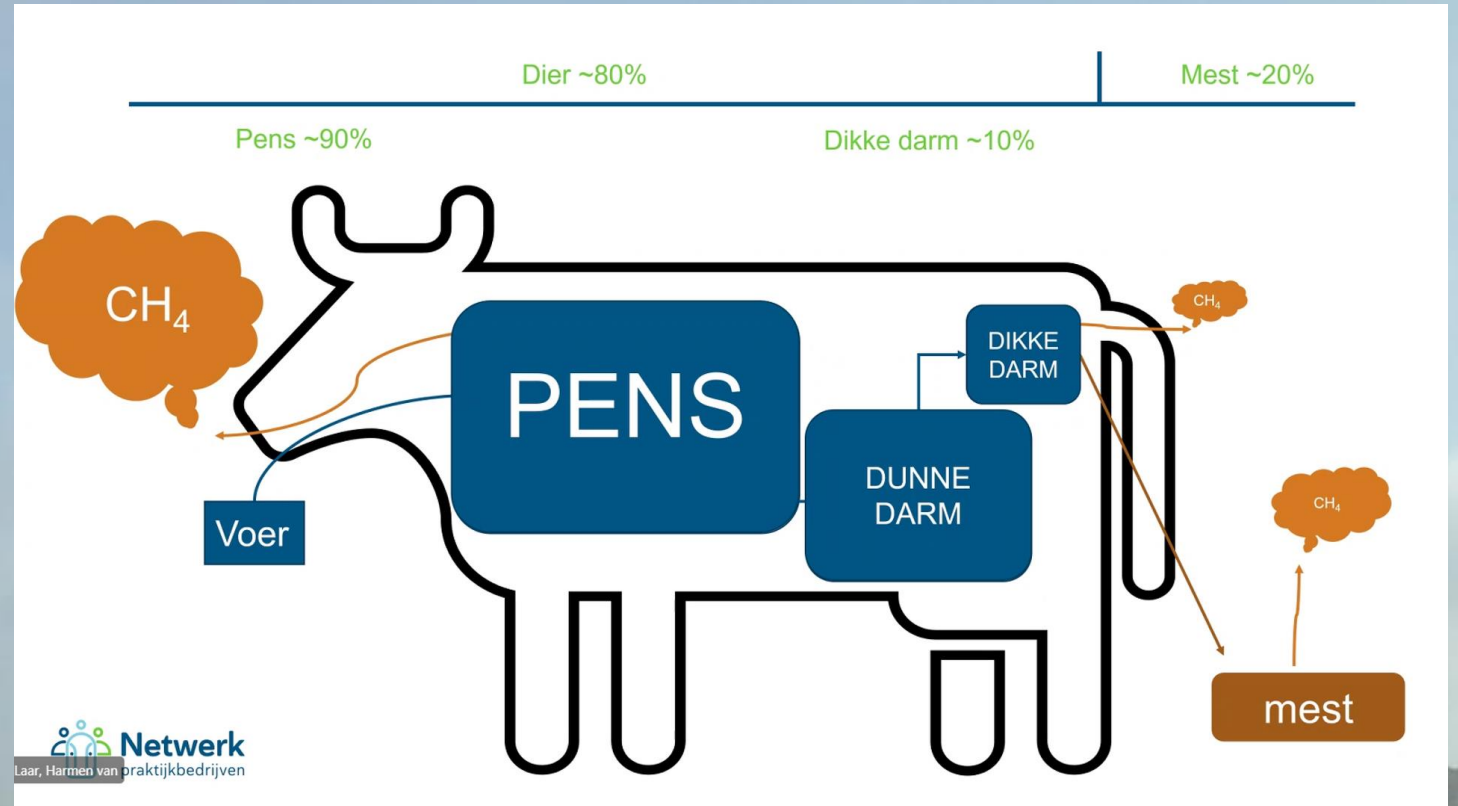 Dier ~80%
Mest ~20%
Pens ~90%
Dikke darm ~10%
CH₄
CH₄
PENS
DIKKE
DARM
DUNNE
DARM
Voer
CH₄
mest
Netwerk
praktijkbedrijven
Laar, Harmen van